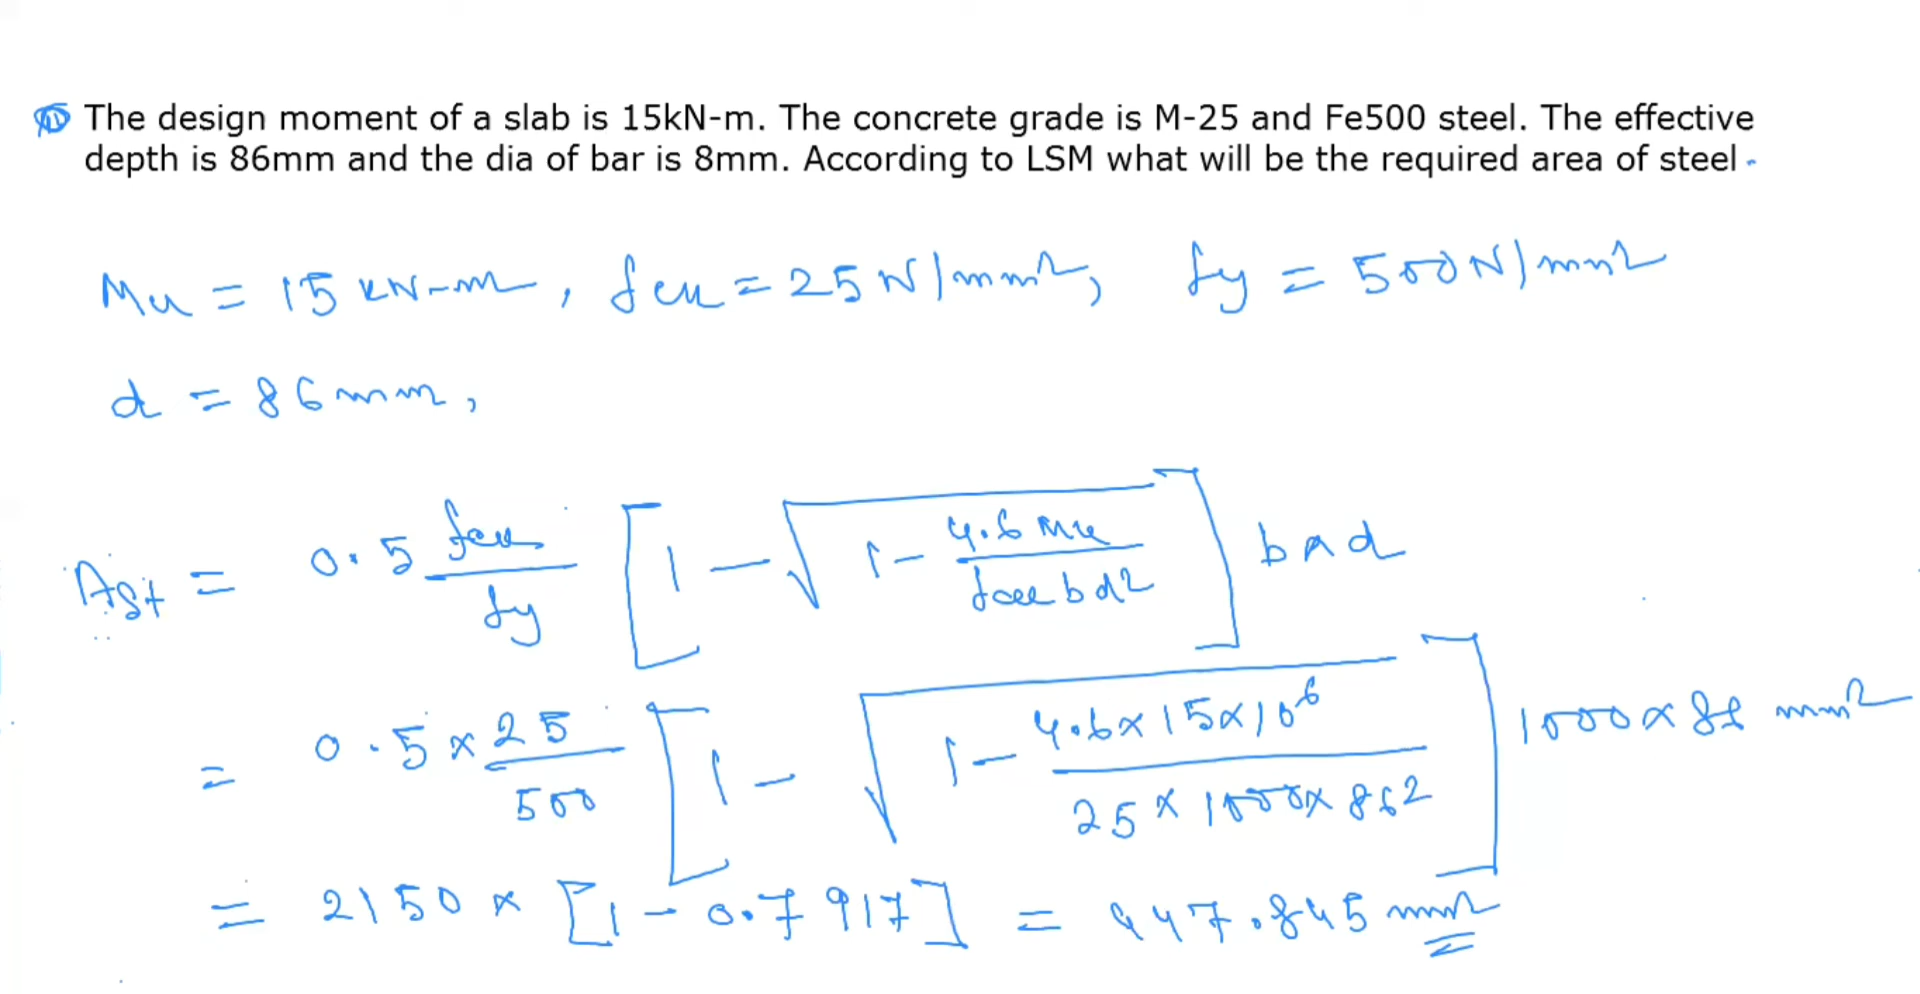 The design moment of a slab is 15kN-m. The concrete grade is M-25 and Fe500 steel. The effective
depth is 86mm and the dia of bar is 8mm. According to LSM what will be the required area of steel.
Mu = 15 kN-m, fck = 25 N/mm², fy = 500 N/mm²
d = 86mm,
Ast = 0.5 fck/fy [1 - √(1 - 4.6 Mu/fck bd²)] b x d
= 0.5 x 25/500 [1 - √(1 - 4.6 x 15 x 10⁶/25 x 1000 x 86²)] 1000 x 86 mm²
= 2150 x [1 - 0.7917] = 447.845 mm²